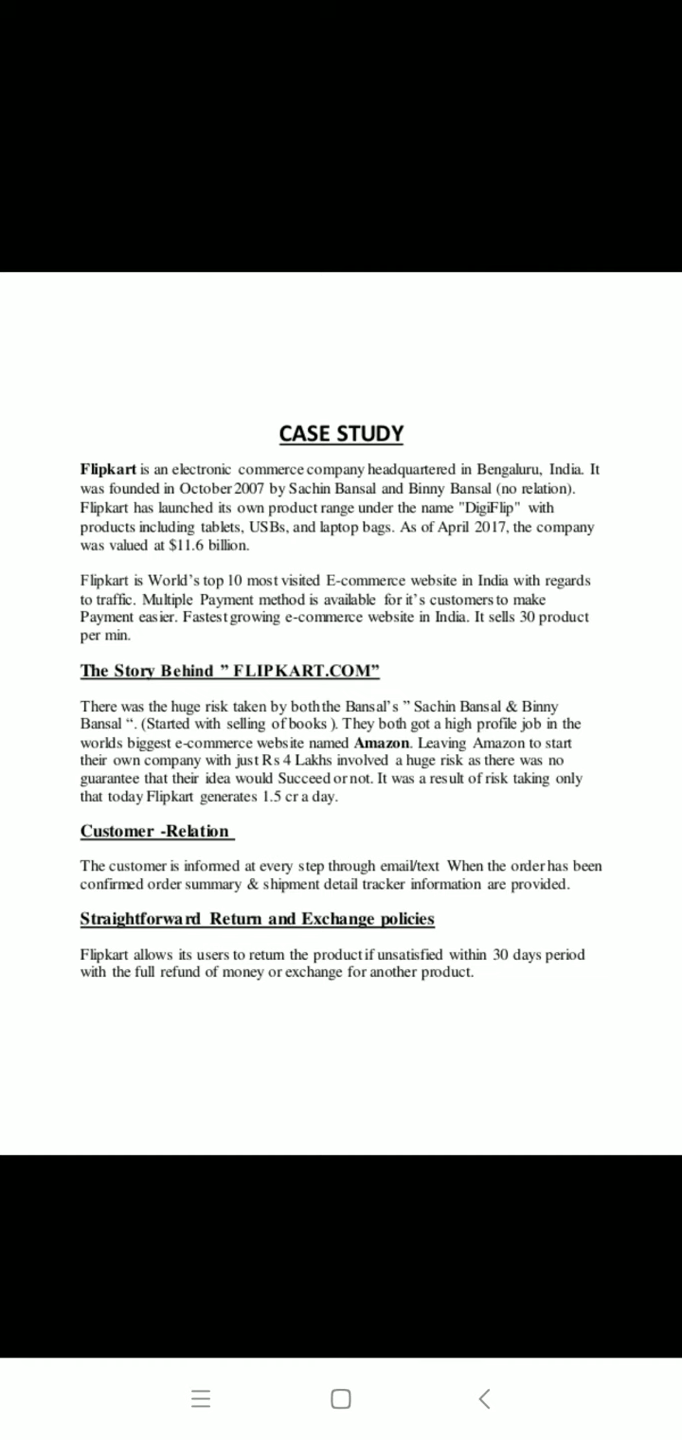 CASE STUDY
Flipkart is an electronic commerce company headquartered in Bengaluru, India. It
was founded in October 2007 by Sachin Bansal and Binny Bansal (no relation).
Flipkart has launched its own product range under the name "DigiFlip" with
products including tablets, USBs, and laptop bags. As of April 2017, the company
was valued at $11.6 billion.
Flipkart is World's top 10 most visited E-commerce website in India with regards
to traffic. Multiple Payment method is available for it's customers to make
Payment easier. Fastest growing e-commerce website in India. It sells 30 product
per min.
The Story Behind ” FLIPKART.COM”
There was the huge risk taken by both the Bansal's ” Sachin Bansal & Binny
Bansal “. (Started with selling of books ). They both got a high profile job in the
worlds biggest e-commerce website named Amazon. Leaving Amazon to start
their own company with just Rs 4 Lakhs involved a huge risk as there was no
guarantee that their idea would Succeed or not. It was a result of risk taking only
that today Flipkart generates 1.5 cr a day.
Customer -Relation
The customer is informed at every step through email/text When the order has been
confirmed order summary & shipment detail tracker information are provided.
Straightforward Return and Exchange policies
Flipkart allows its users to return the product if unsatisfied within 30 days period
with the full refund of money or exchange for another product.